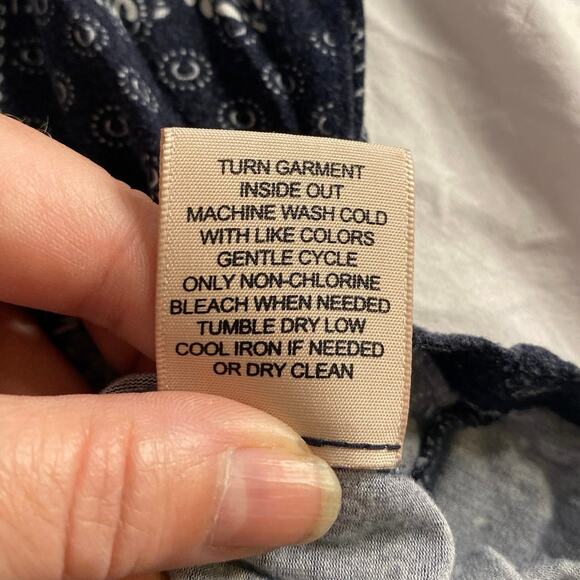 TURN GARMENT
INSIDE OUT
MACHINE WASH COLD
WITH LIKE COLORS
GENTLE CYCLE
ONLY NON-CHLORINE
BLEACH WHEN NEEDED
TUMBLE DRY LOW
COOL IRON IF NEEDED
OR DRY CLEAN